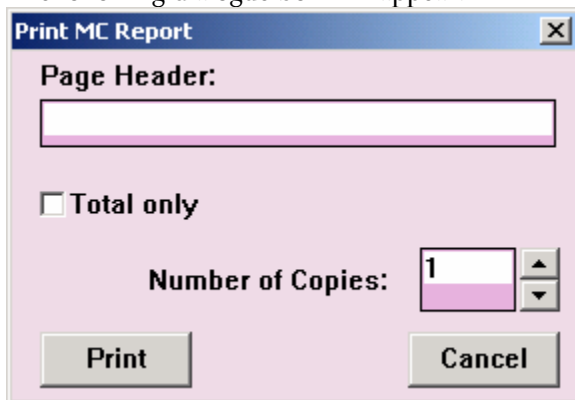 Print MC Report
Page Header:
Total only
Number of Copies: 1
Print Cancel